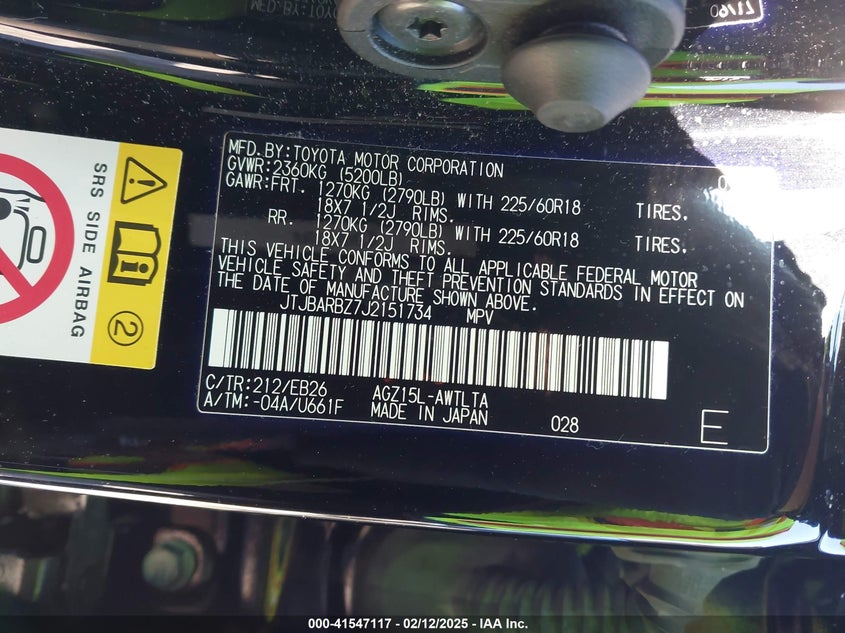 MFD.BY:TOYOTA MOTOR CORPORATION
GVWR:2360KG (5200LB)
GAWR:FRT. 1270KG (2790LB) WITH 225/60R18 TIRES.
18X7 1/2J RIMS.
RR. 1270KG (2790LB) WITH 225/60R18 TIRES.
18X7 1/2J RIMS.
THIS VEHICLE CONFORMS TO ALL APPLICABLE FEDERAL MOTOR
VEHICLE SAFETY AND THEFT PREVENTION STANDARDS IN EFFECT ON
THE DATE OF MANUFACTURE SHOWN ABOVE.
JTJBARBZ7J2151734 MPV
C/TR:212/EB26 AGZ15L-AWTLTA
A/TM:-04A/U661F MADE IN JAPAN 028 E
SRS SIDE AIRBAG
2
000-41547117 - 02/12/2025 - IAA Inc.